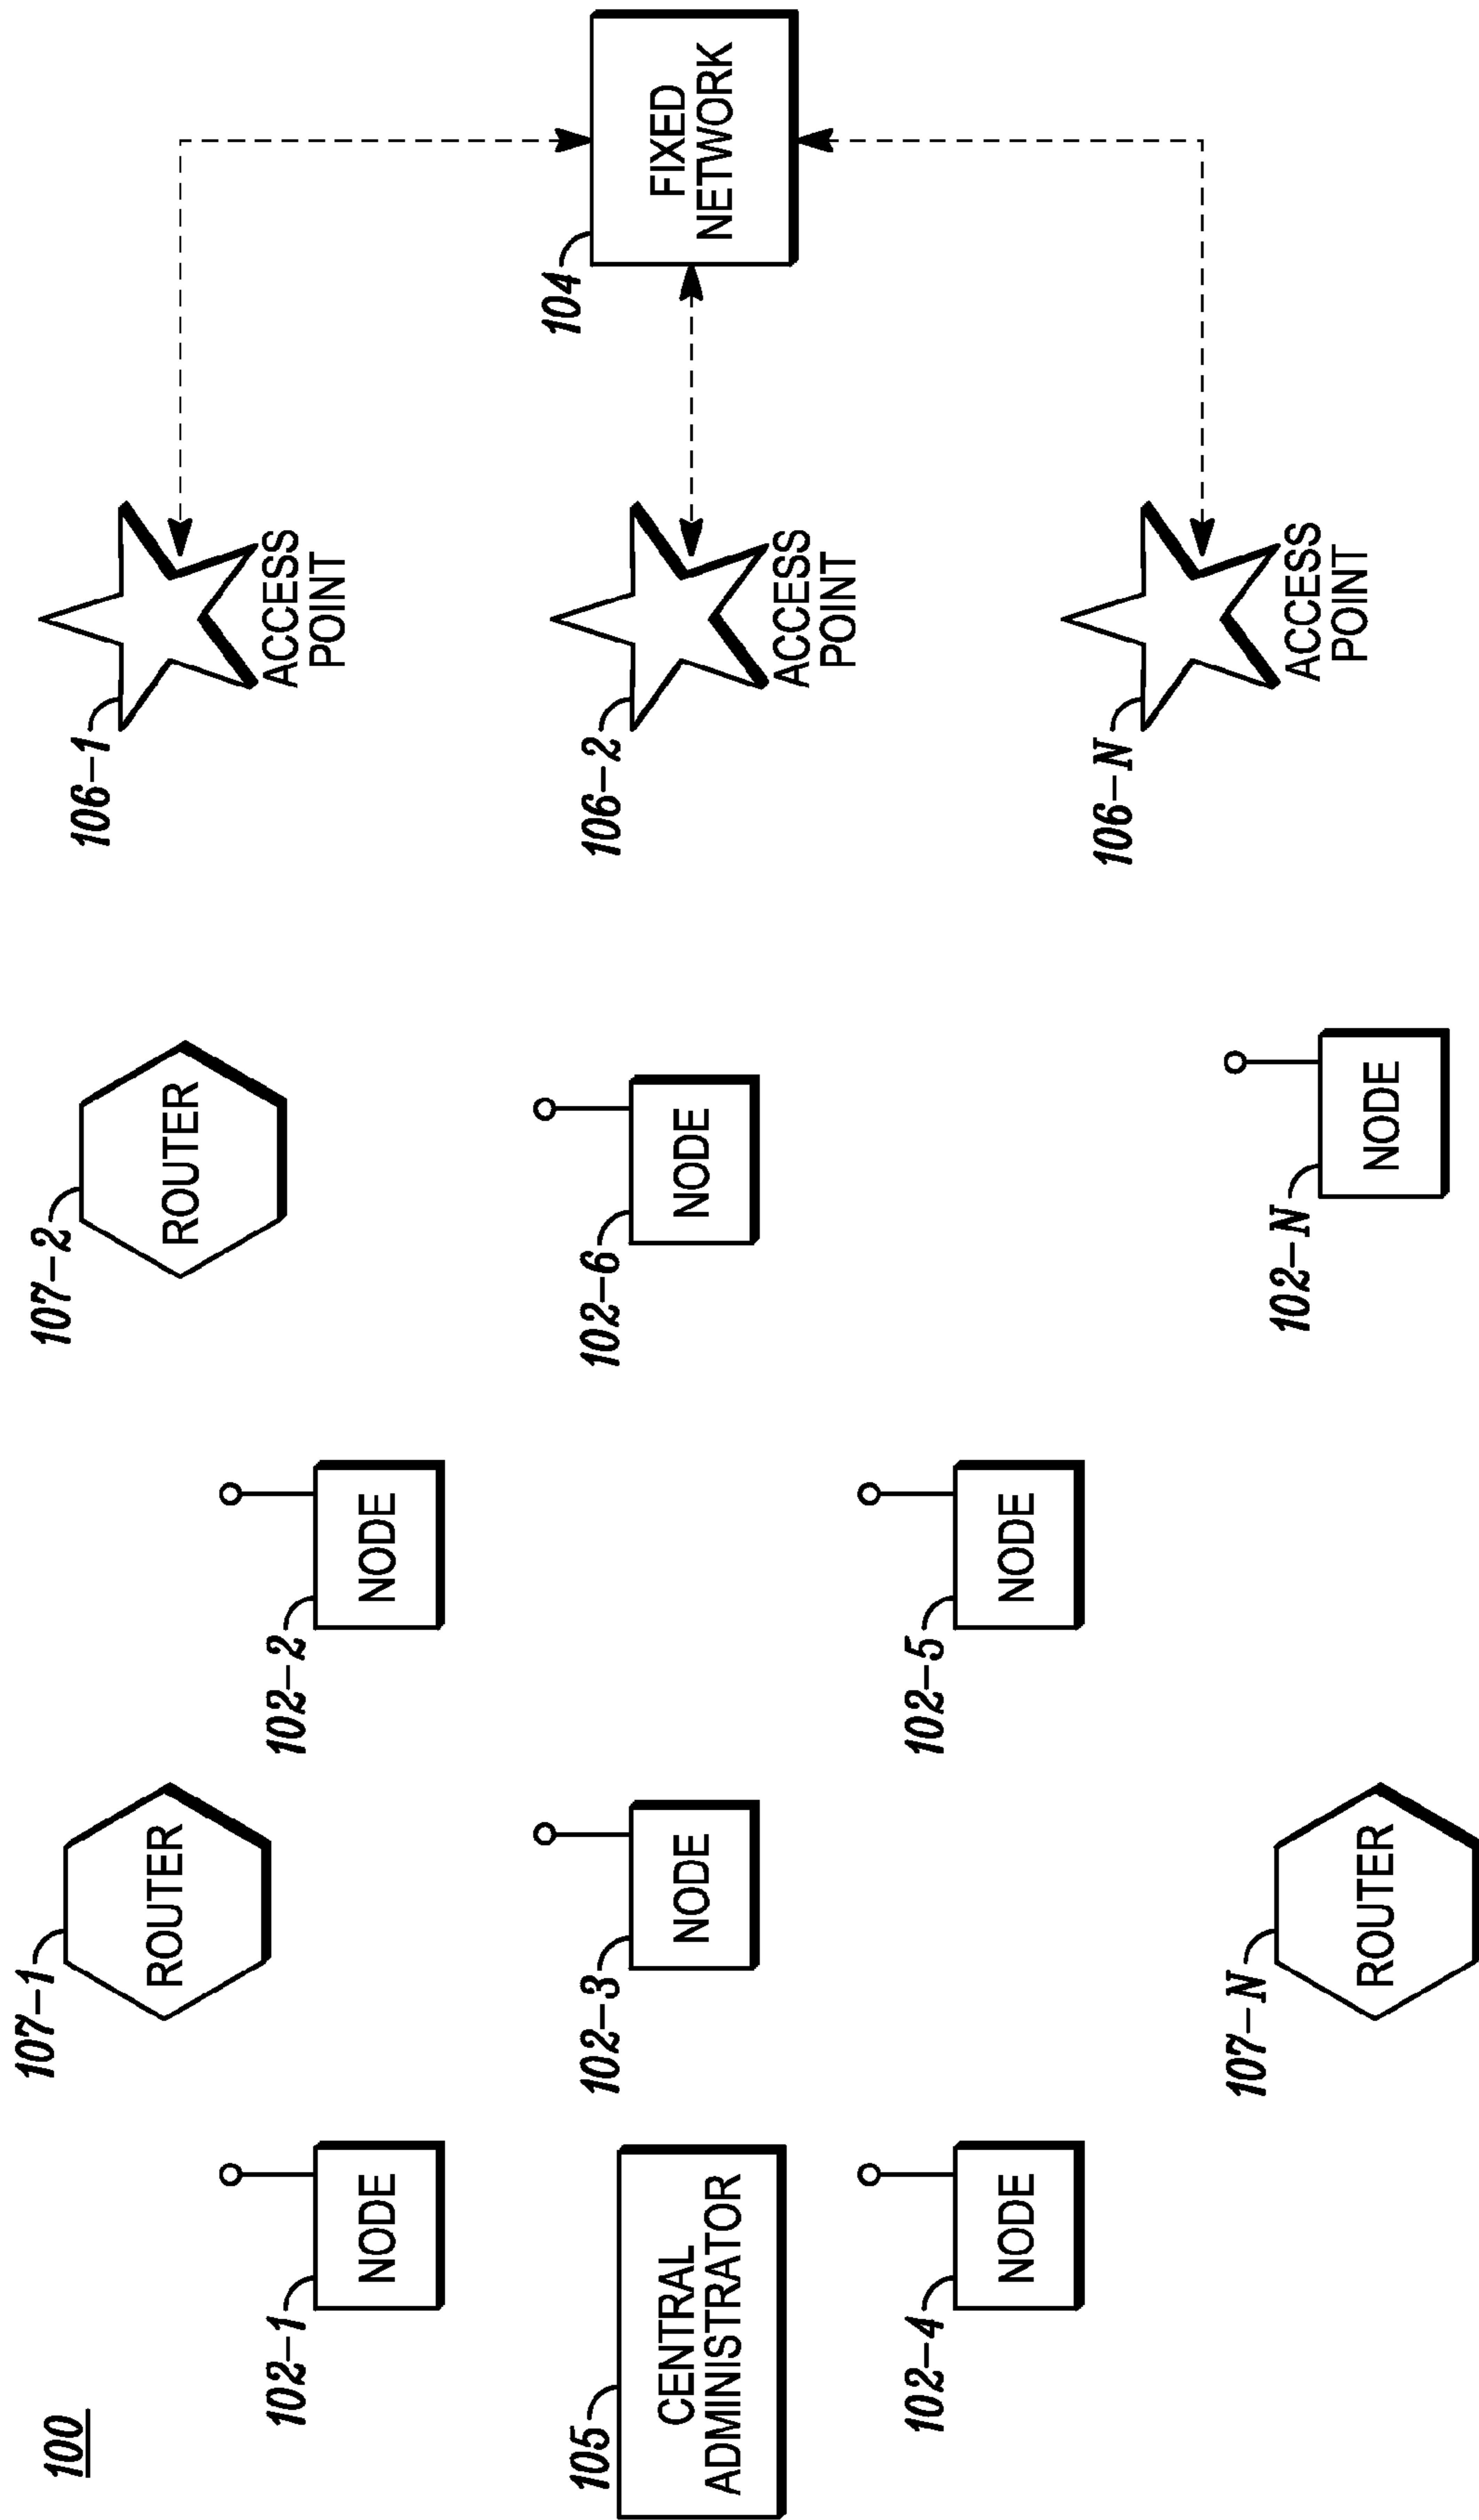 100
107-1
ROUTER
107-2
ROUTER
106-1
ACCESS
POINT
102-1
NODE
102-2
NODE
104
FIXED
NETWORK
105
CENTRAL
ADMINISTRATOR
102-3
NODE
102-6
NODE
106-2
ACCESS
POINT
102-4
NODE
102-5
NODE
106-N
ACCESS
POINT
107-N
ROUTER
102-N
NODE